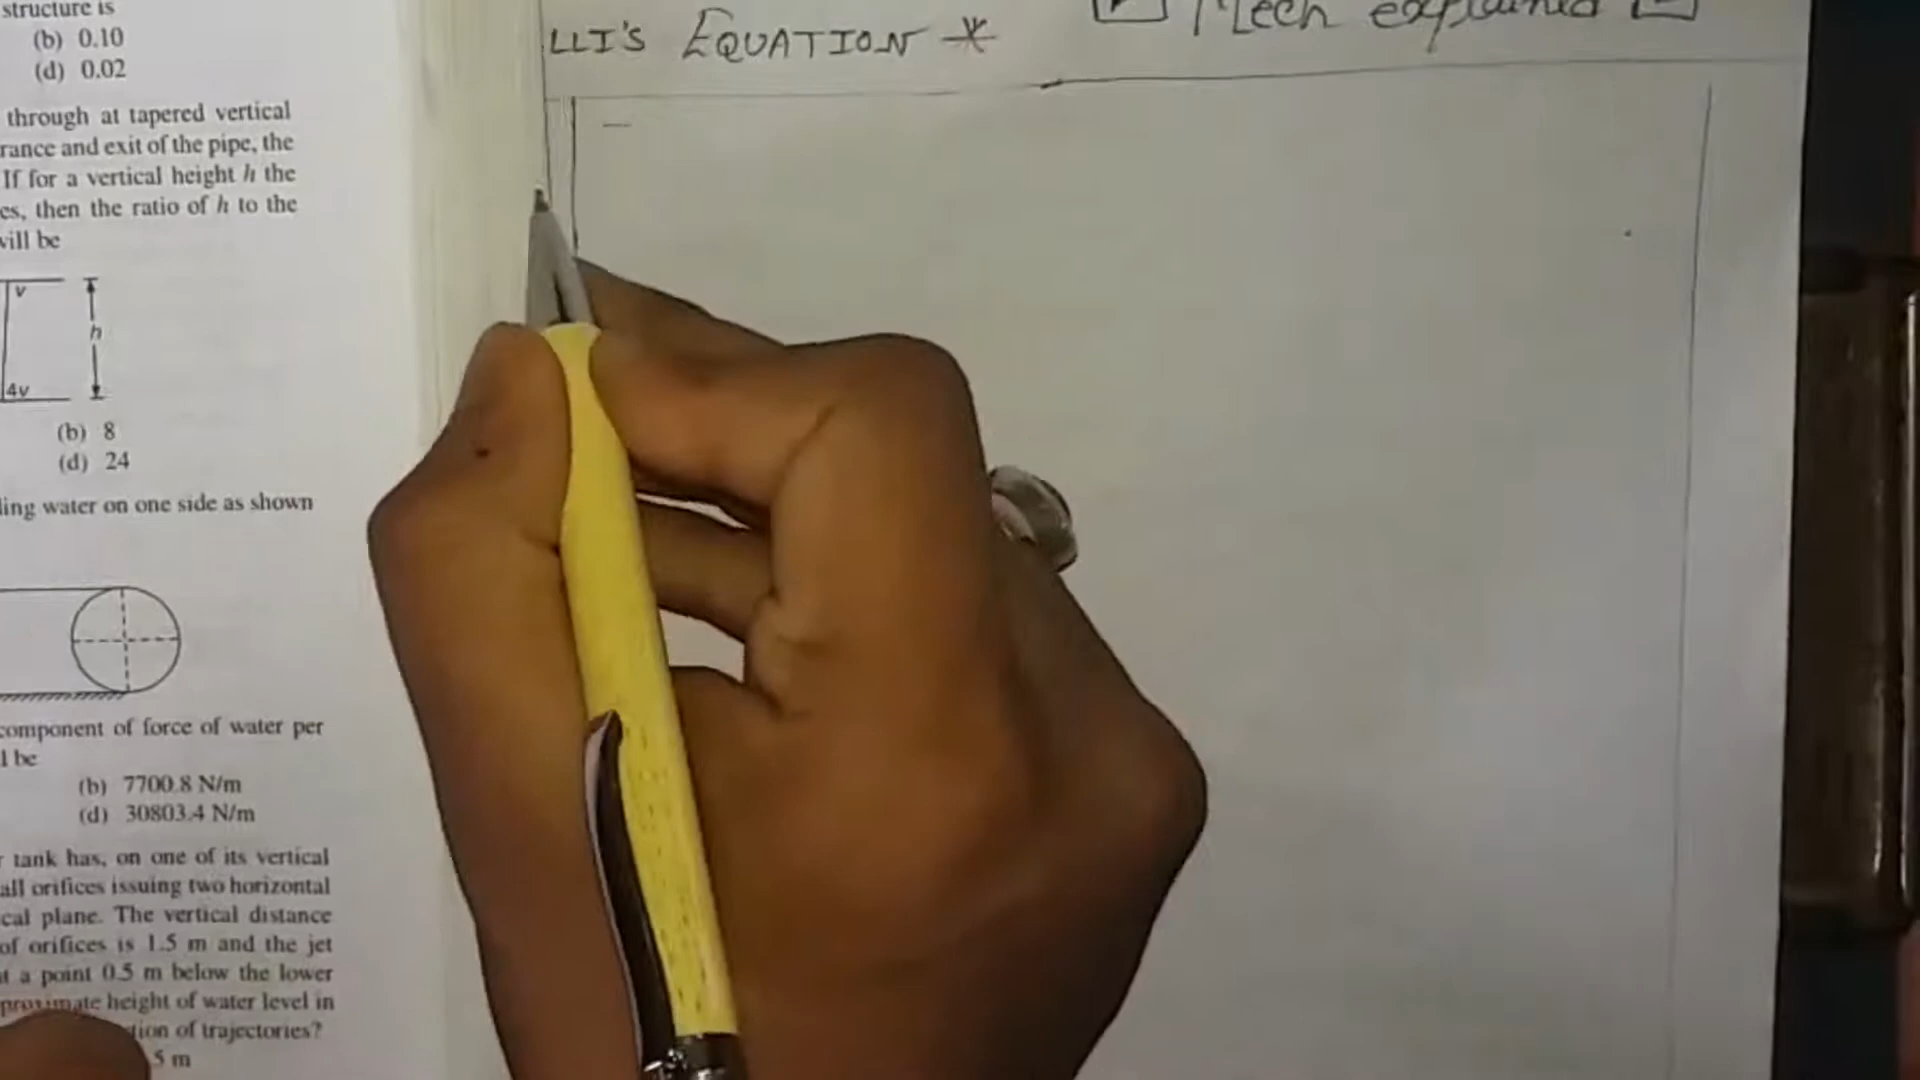 structure is
(b) 0.10
(d) 0.02
through at tapered vertical
rance and exit of the pipe, the
If for a vertical height h the
es, then the ratio of h to the
will be
v
h
4v
(b) 8
(d) 24
ling water on one side as shown
component of force of water per
l be
(b) 7700.8 N/m
(d) 30803.4 N/m
r tank has, on one of its vertical
all orifices issuing two horizontal
cal plane. The vertical distance
of orifices is 1.5 m and the jet
t a point 0.5 m below the lower
proximate height of water level in
tion of trajectories?
5 m
LLI'S EQUATION *
Mech explained